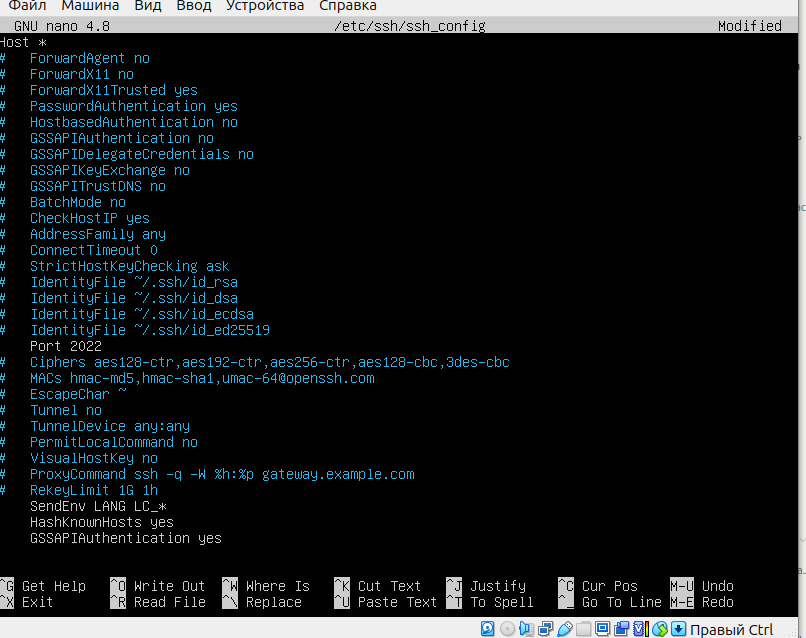 Файл Машина Вид Ввод Устройства Справка
GNU nano 4.8 /etc/ssh/ssh_config Modified
Host *
# ForwardAgent no
# ForwardX11 no
# ForwardX11Trusted yes
# PasswordAuthentication yes
# HostbasedAuthentication no
# GSSAPIAuthentication no
# GSSAPIDelegateCredentials no
# GSSAPIKeyExchange no
# GSSAPITrustDNS no
# BatchMode no
# CheckHostIP yes
# AddressFamily any
# ConnectTimeout 0
# StrictHostKeyChecking ask
# IdentityFile ~/.ssh/id_rsa
# IdentityFile ~/.ssh/id_dsa
# IdentityFile ~/.ssh/id_ecdsa
# IdentityFile ~/.ssh/id_ed25519
Port 2022
# Ciphers aes128-ctr,aes192-ctr,aes256-ctr,aes128-cbc,3des-cbc
# MACs hmac-md5,hmac-sha1,umac-64@openssh.com
# EscapeChar ~
# Tunnel no
# TunnelDevice any:any
# PermitLocalCommand no
# VisualHostKey no
# ProxyCommand ssh -q -W %h:%p gateway.example.com
# RekeyLimit 1G 1h
SendEnv LANG LC_*
HashKnownHosts yes
GSSAPIAuthentication yes
^G Get Help ^O Write Out ^W Where Is ^K Cut Text ^J Justify ^C Cur Pos M-U Undo
^X Exit ^R Read File ^\ Replace ^U Paste Text ^T To Spell ^_ Go To Line M-E Redo
Правый Ctrl